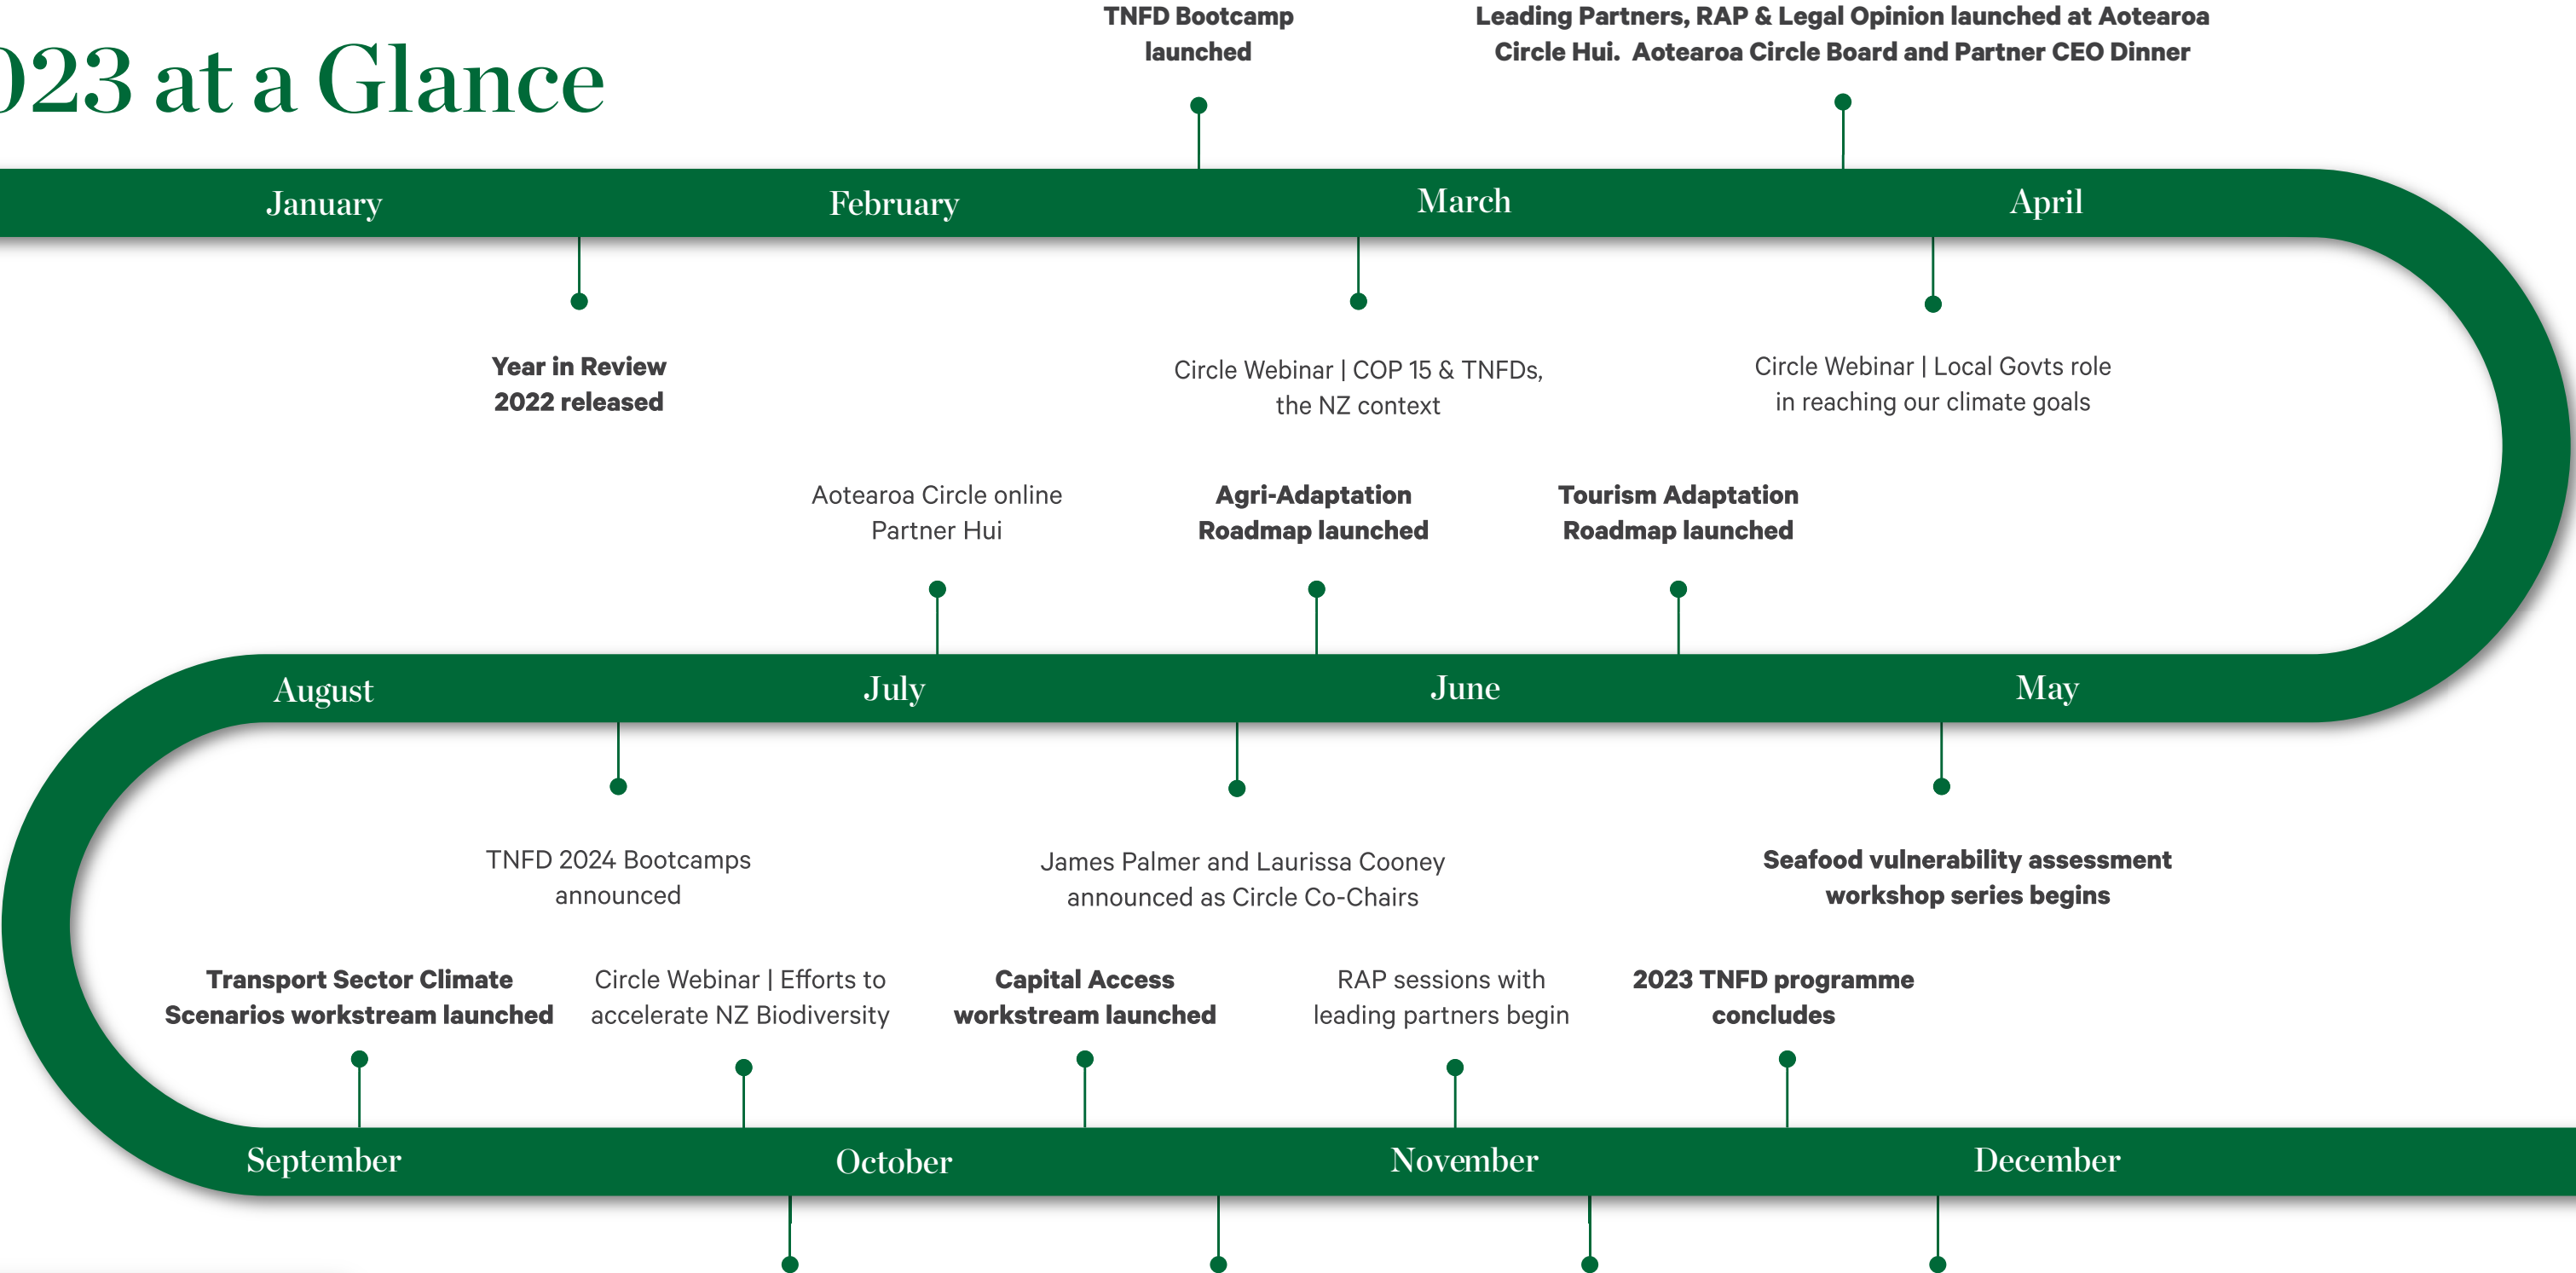 023 at a Glance
TNFD Bootcamp
launched
Leading Partners, RAP & Legal Opinion launched at Aotearoa
Circle Hui.  Aotearoa Circle Board and Partner CEO Dinner
January
February
March
April
Year in Review
2022 released
Circle Webinar | COP 15 & TNFDs,
the NZ context
Circle Webinar | Local Govts role
in reaching our climate goals
Aotearoa Circle online
Partner Hui
Agri-Adaptation
Roadmap launched
Tourism Adaptation
Roadmap launched
August
July
June
May
TNFD 2024 Bootcamps
announced
James Palmer and Laurissa Cooney
announced as Circle Co-Chairs
Seafood vulnerability assessment
workshop series begins
Transport Sector Climate
Scenarios workstream launched
Circle Webinar | Efforts to
accelerate NZ Biodiversity
Capital Access
workstream launched
RAP sessions with
leading partners begin
2023 TNFD programme
concludes
September
October
November
December